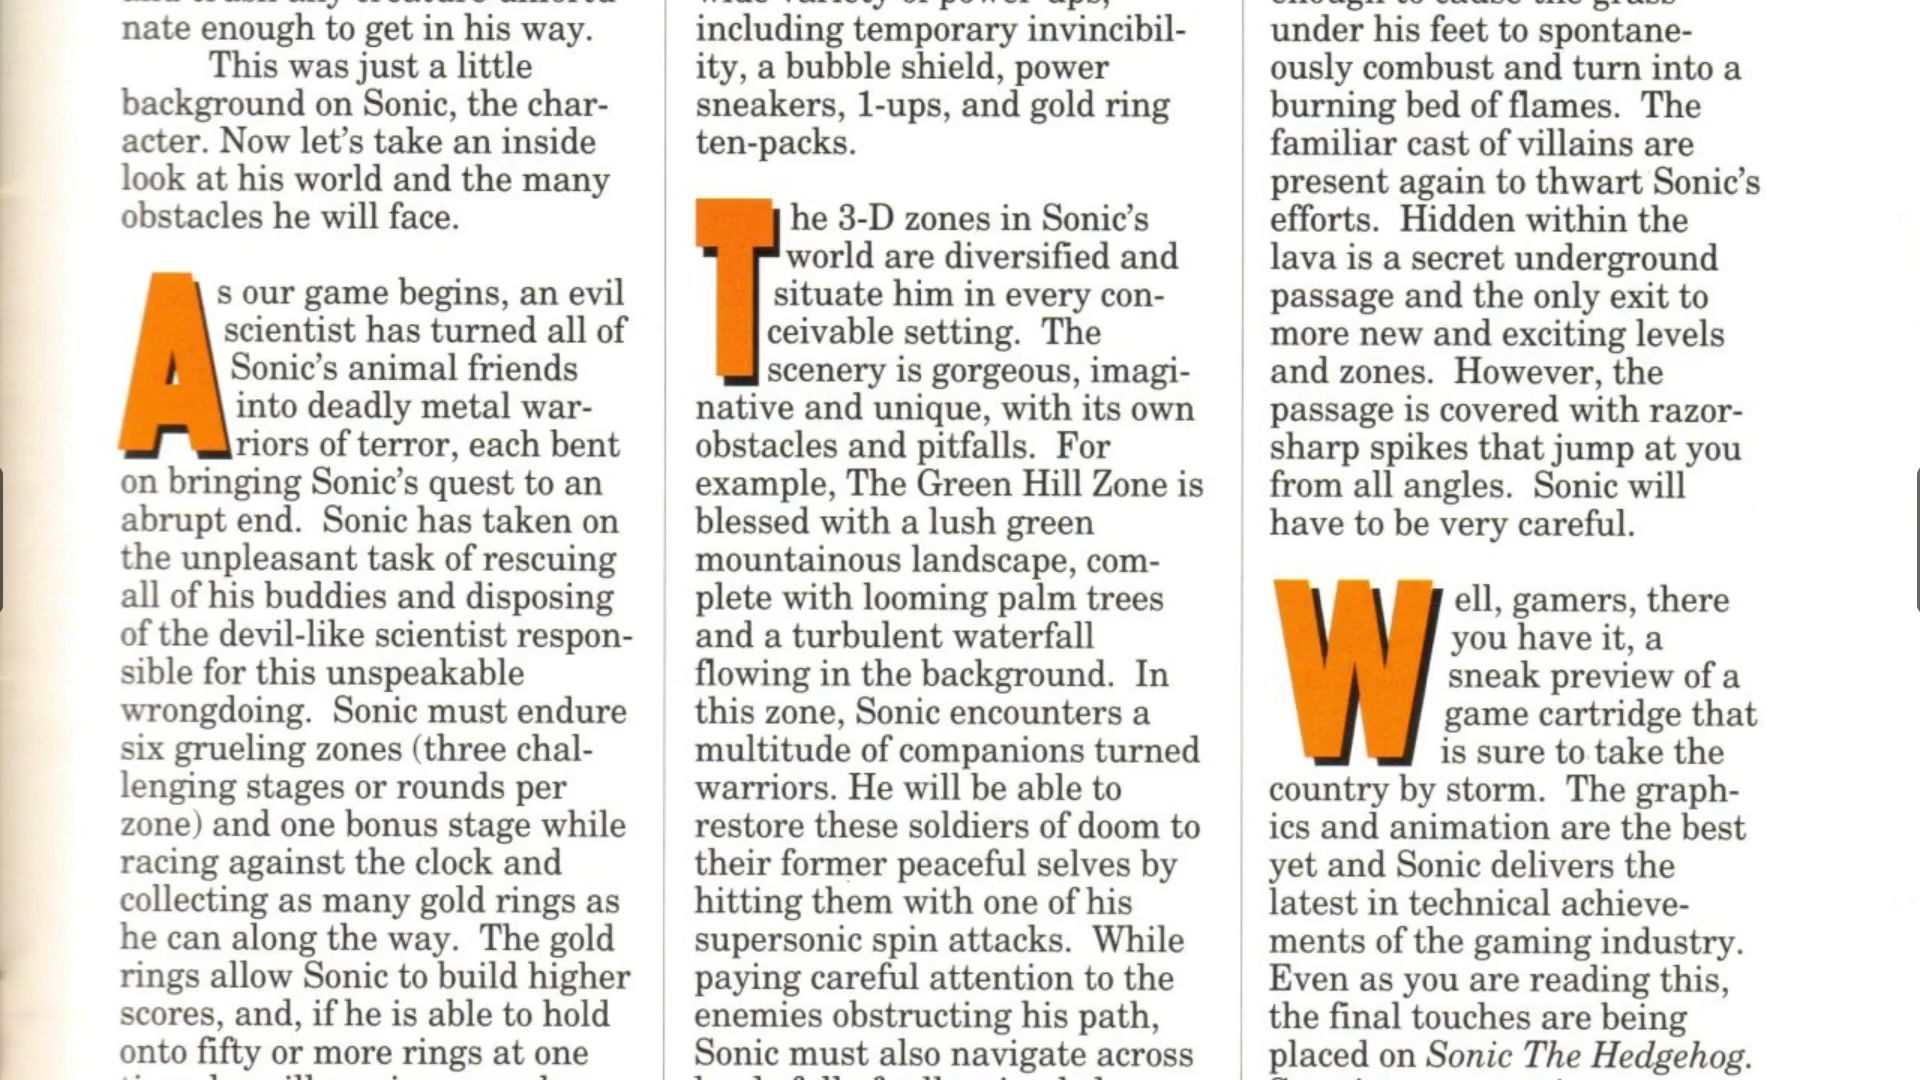 nate enough to get in his way.
This was just a little
background on Sonic, the char-
acter. Now let's take an inside
look at his world and the many
obstacles he will face.
As our game begins, an evil
scientist has turned all of
Sonic's animal friends
into deadly metal war-
riors of terror, each bent
on bringing Sonic's quest to an
abrupt end. Sonic has taken on
the unpleasant task of rescuing
all of his buddies and disposing
of the devil-like scientist respon-
sible for this unspeakable
wrongdoing. Sonic must endure
six grueling zones (three chal-
lenging stages or rounds per
zone) and one bonus stage while
racing against the clock and
collecting as many gold rings as
he can along the way. The gold
rings allow Sonic to build higher
scores, and, if he is able to hold
onto fifty or more rings at one
including temporary invincibil-
ity, a bubble shield, power
sneakers, 1-ups, and gold ring
ten-packs.
The 3-D zones in Sonic's
world are diversified and
situate him in every con-
ceivable setting. The
scenery is gorgeous, imagi-
native and unique, with its own
obstacles and pitfalls. For
example, The Green Hill Zone is
blessed with a lush green
mountainous landscape, com-
plete with looming palm trees
and a turbulent waterfall
flowing in the background. In
this zone, Sonic encounters a
multitude of companions turned
warriors. He will be able to
restore these soldiers of doom to
their former peaceful selves by
hitting them with one of his
supersonic spin attacks. While
paying careful attention to the
enemies obstructing his path,
Sonic must also navigate across
under his feet to spontane-
ously combust and turn into a
burning bed of flames. The
familiar cast of villains are
present again to thwart Sonic's
efforts. Hidden within the
lava is a secret underground
passage and the only exit to
more new and exciting levels
and zones. However, the
passage is covered with razor-
sharp spikes that jump at you
from all angles. Sonic will
have to be very careful.
Well, gamers, there
you have it, a
sneak preview of a
game cartridge that
is sure to take the
country by storm. The graph-
ics and animation are the best
yet and Sonic delivers the
latest in technical achieve-
ments of the gaming industry.
Even as you are reading this,
the final touches are being
placed on Sonic The Hedgehog.